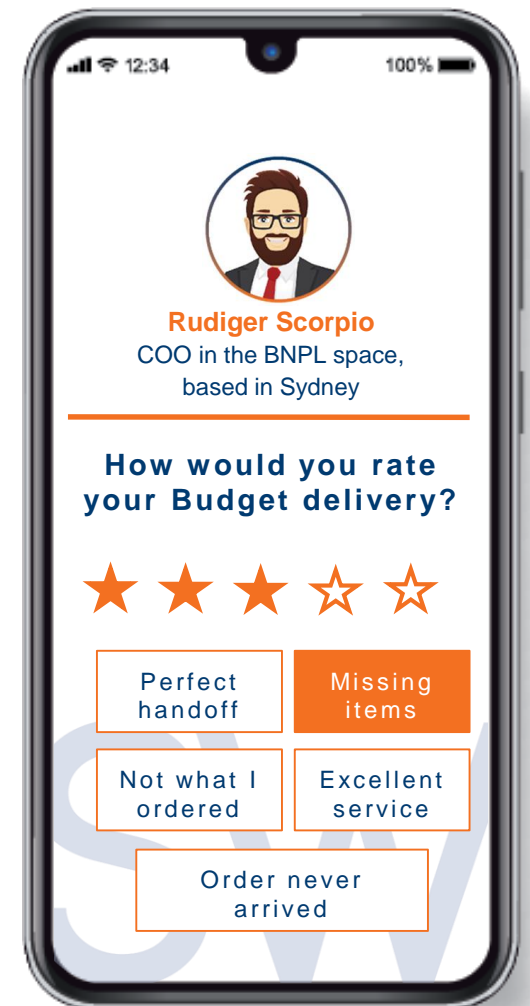 12:34
100%
Rudiger Scorpio
COO in the BNPL space,
based in Sydney
How would you rate
your Budget delivery?
Perfect
handoff
Missing
items
Not what I
ordered
Excellent
service
Order never
arrived
SW